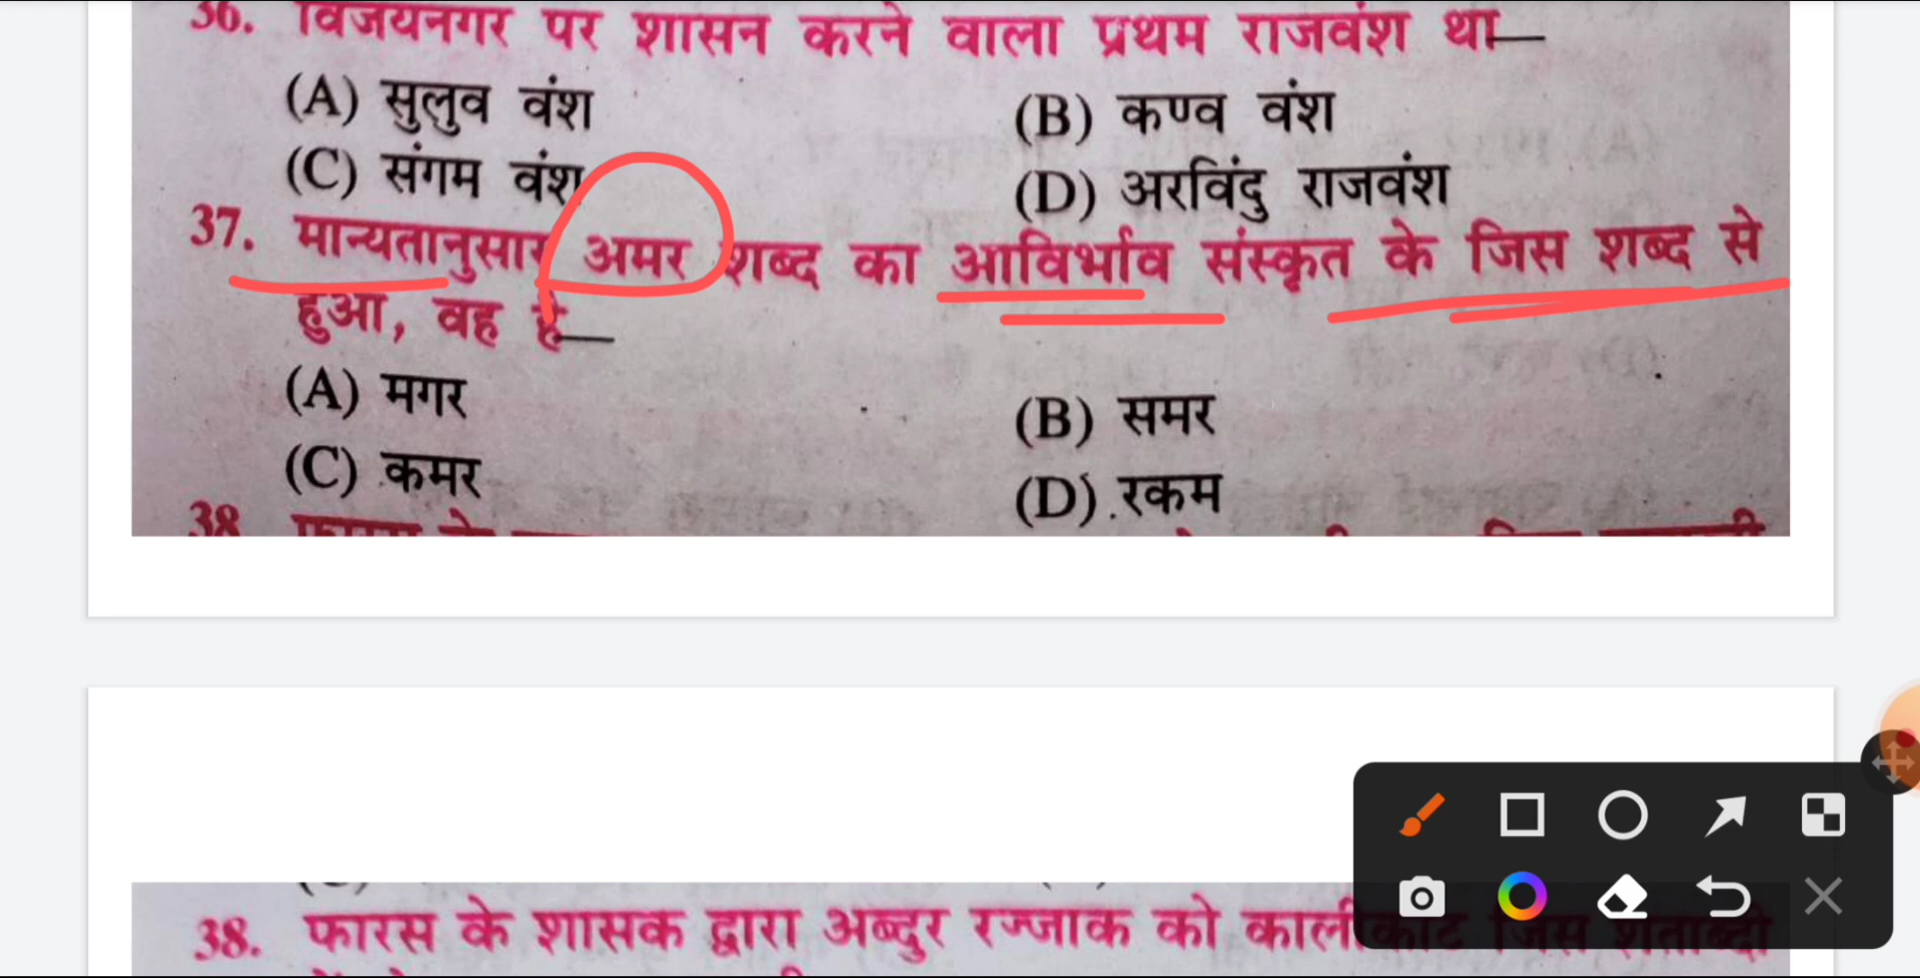 36. विजयनगर पर शासन करने वाला प्रथम राजवंश था—
(A) सुलुव वंश (B) कण्व वंश
(C) संगम वंश (D) अरविंदु राजवंश
37. मान्यतानुसार अमर शब्द का आविर्भाव संस्कृत के जिस शब्द से
हुआ, वह है—
(A) मगर (B) समर
(C) कमर (D) रकम
38
38. फारस के शासक द्वारा अब्दुर रज्जाक को कालीकाट जिस शताब्दी